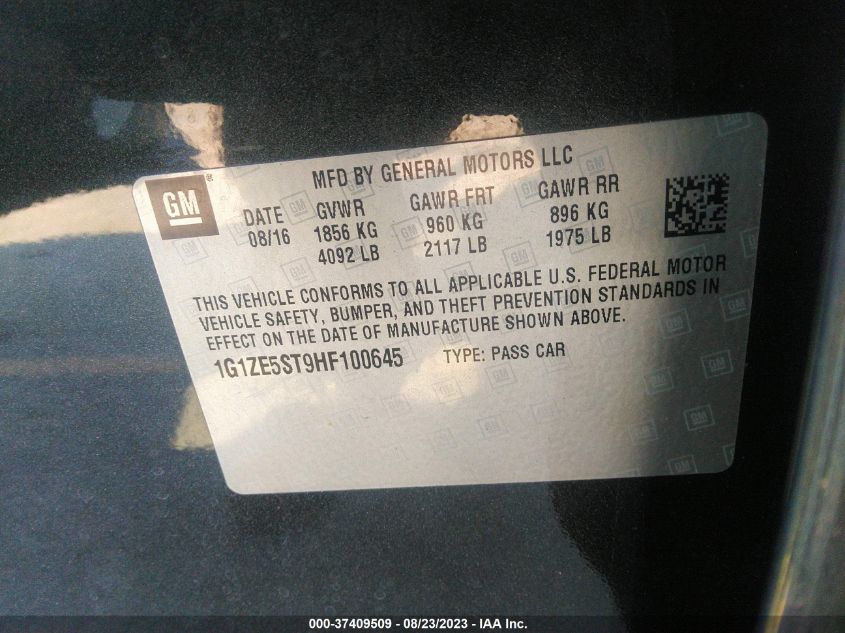 GM
MFD BY GENERAL MOTORS LLC
DATE GVWR GAWR FRT GAWR RR
08/16 1856 KG 960 KG 896 KG
4092 LB 2117 LB 1975 LB
THIS VEHICLE CONFORMS TO ALL APPLICABLE U.S. FEDERAL MOTOR
VEHICLE SAFETY, BUMPER, AND THEFT PREVENTION STANDARDS IN
EFFECT ON THE DATE OF MANUFACTURE SHOWN ABOVE.
1G1ZE5ST9HF100645 TYPE: PASS CAR
000-37409509 - 08/23/2023 - IAA Inc.